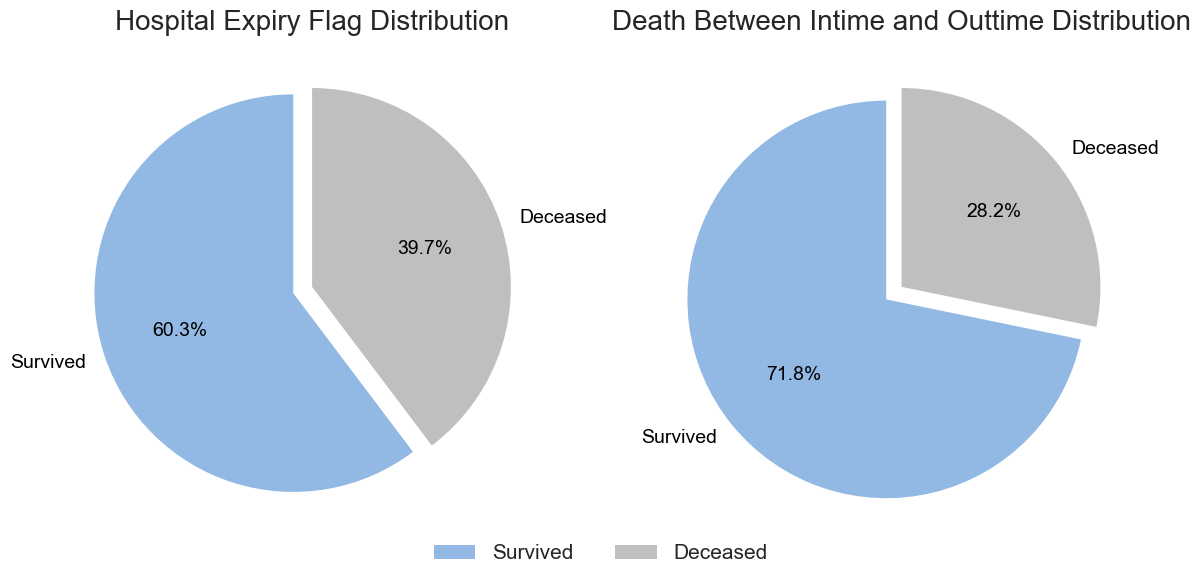 Hospital Expiry Flag Distribution
Deceased
39.7%
60.3%
Survived
Death Between Intime and Outtime Distribution
Deceased
28.2%
71.8%
Survived
Survived
Deceased